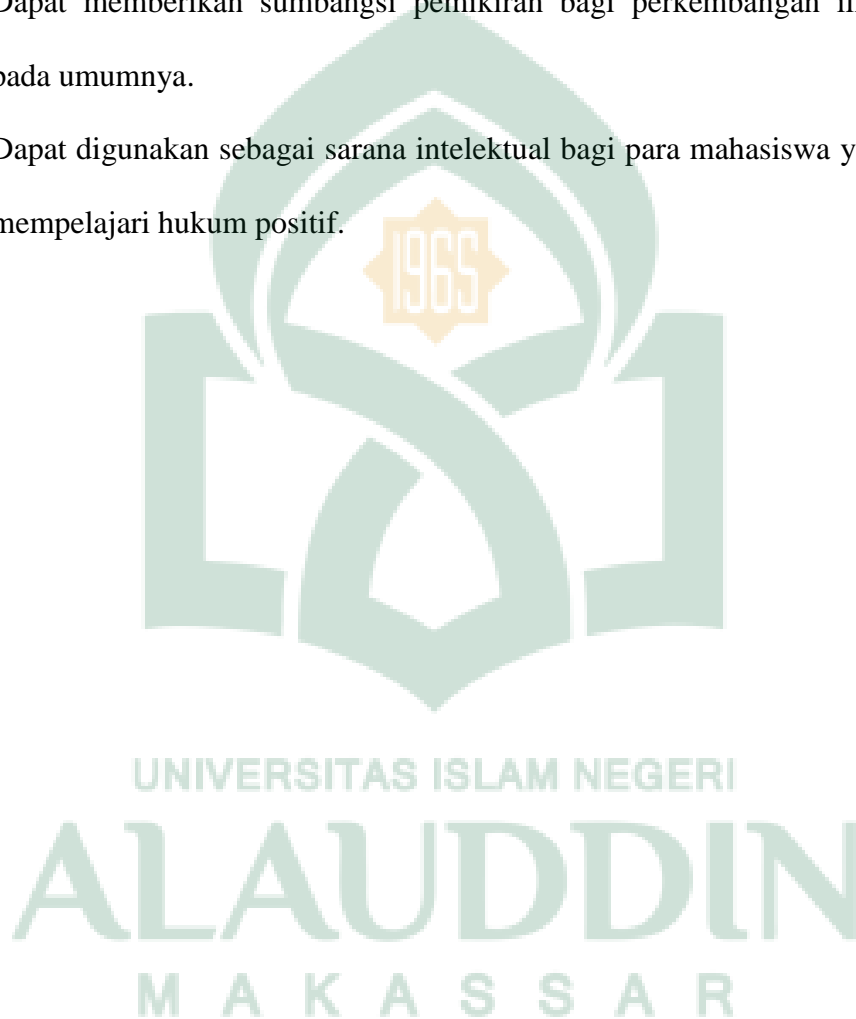 Dapat memberikan sumbangsi pemikiran bagi perkembangan
pada umumnya.
Dapat digunakan sebagai sarana intelektual bagi para mahasiswa
mempelajari hukum positif.
1965
UNIVERSITAS ISLAM NEGERI
ALAUDDIN
MAKASSAR